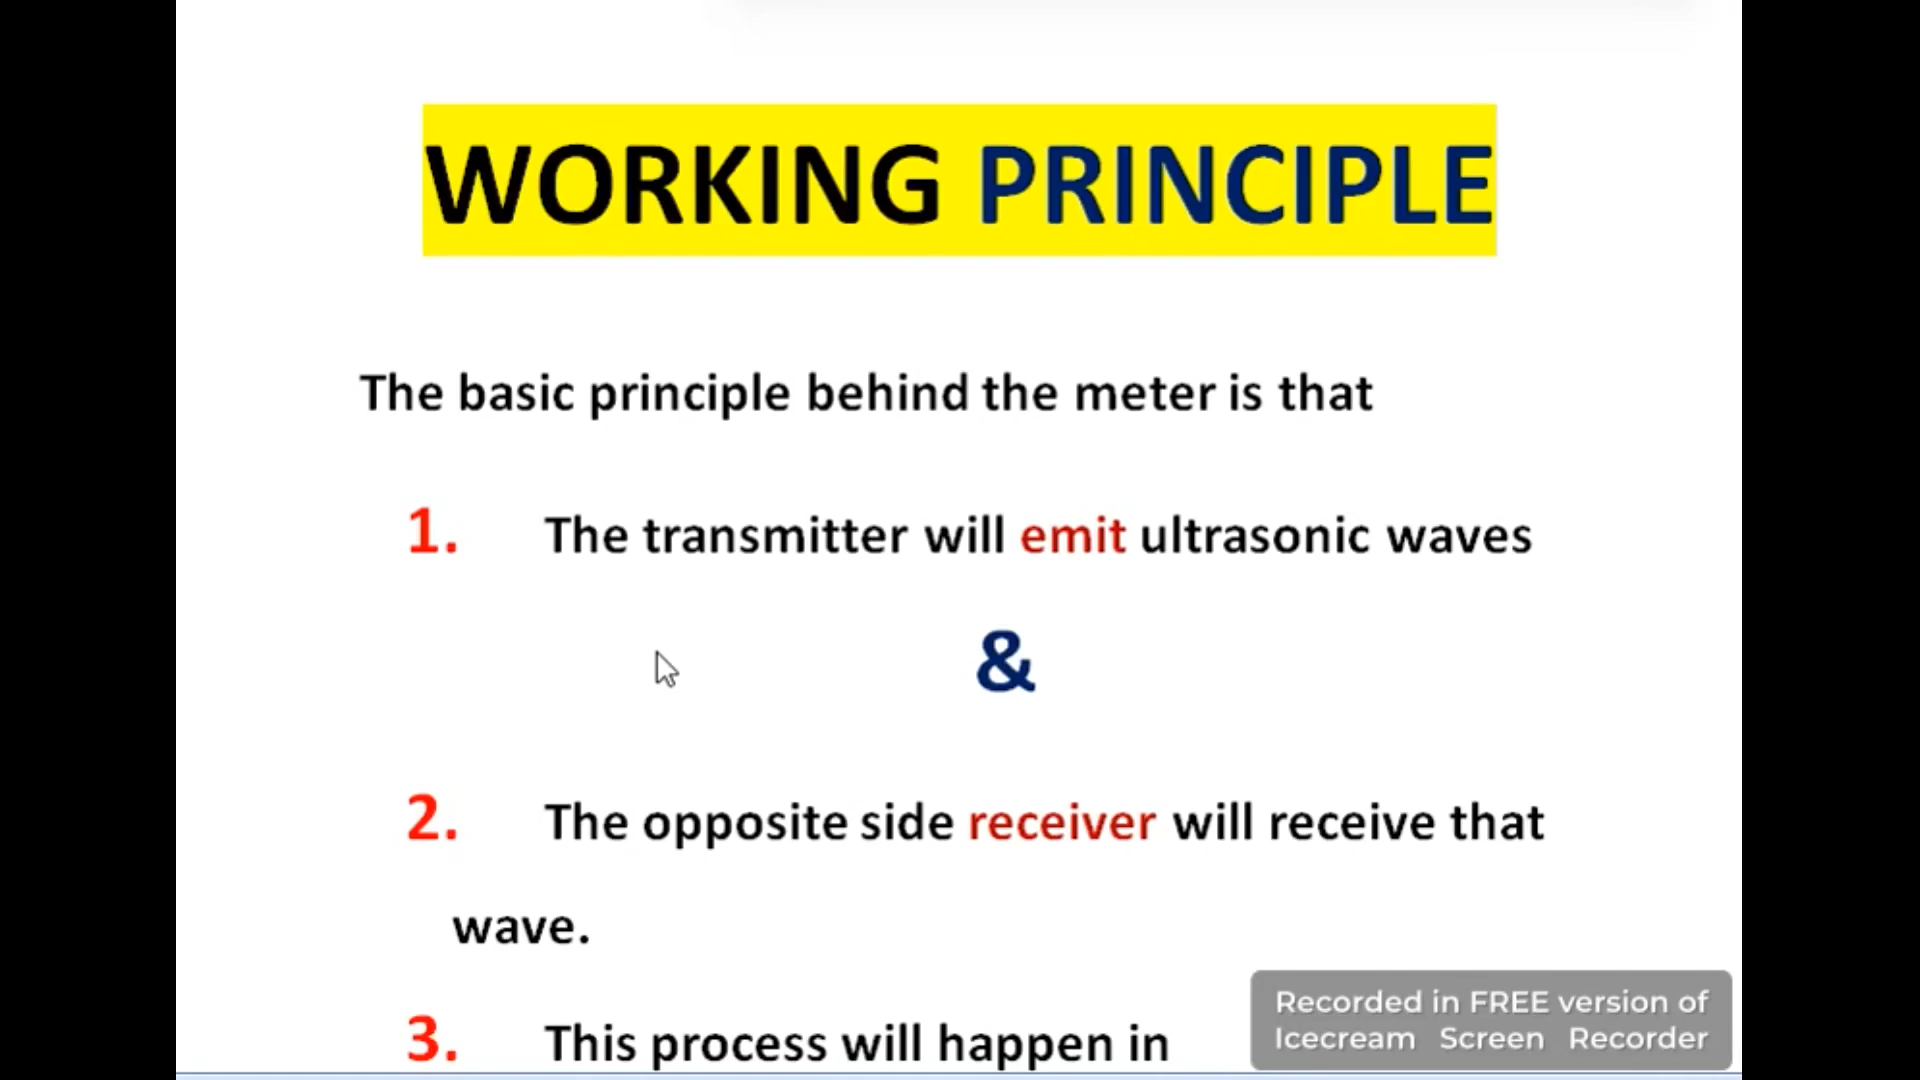 WORKING PRINCIPLE
The basic principle behind the meter is that
1. The transmitter will emit ultrasonic waves
&
2. The opposite side receiver will receive that
wave.
3. This process will happen in
Recorded in FREE version of
Icecream Screen Recorder